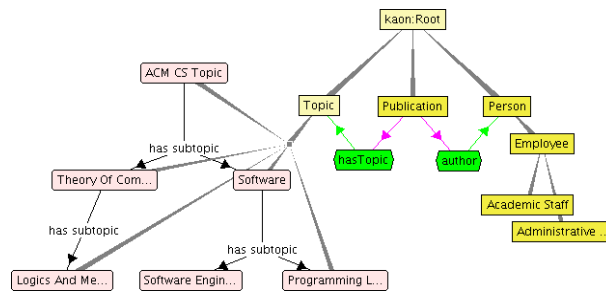 kaon:Root
ACM CS Topic
Topic
Publication
Person
hasTopic
author
Employee
has subtopic
Theory Of Com...
Software
Academic Staff
Administrative ...
has subtopic
has subtopic
Logics And Me...
Software Engin...
Programming L...